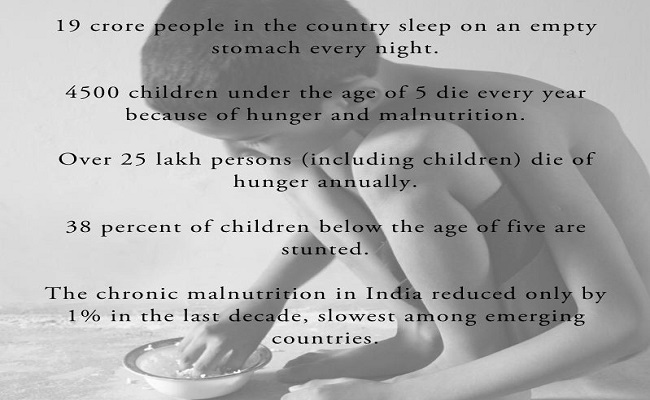 19 crore people in the country sleep on an empty
stomach every night.
4500 children under the age of 5 die every year
because of hunger and malnutrition.
Over 25 lakh persons (including children) die of
hunger annually.
38 percent of children below the age of five are
stunted.
The chronic malnutrition in India reduced only by
1% in the last decade, slowest among emerging
countries.